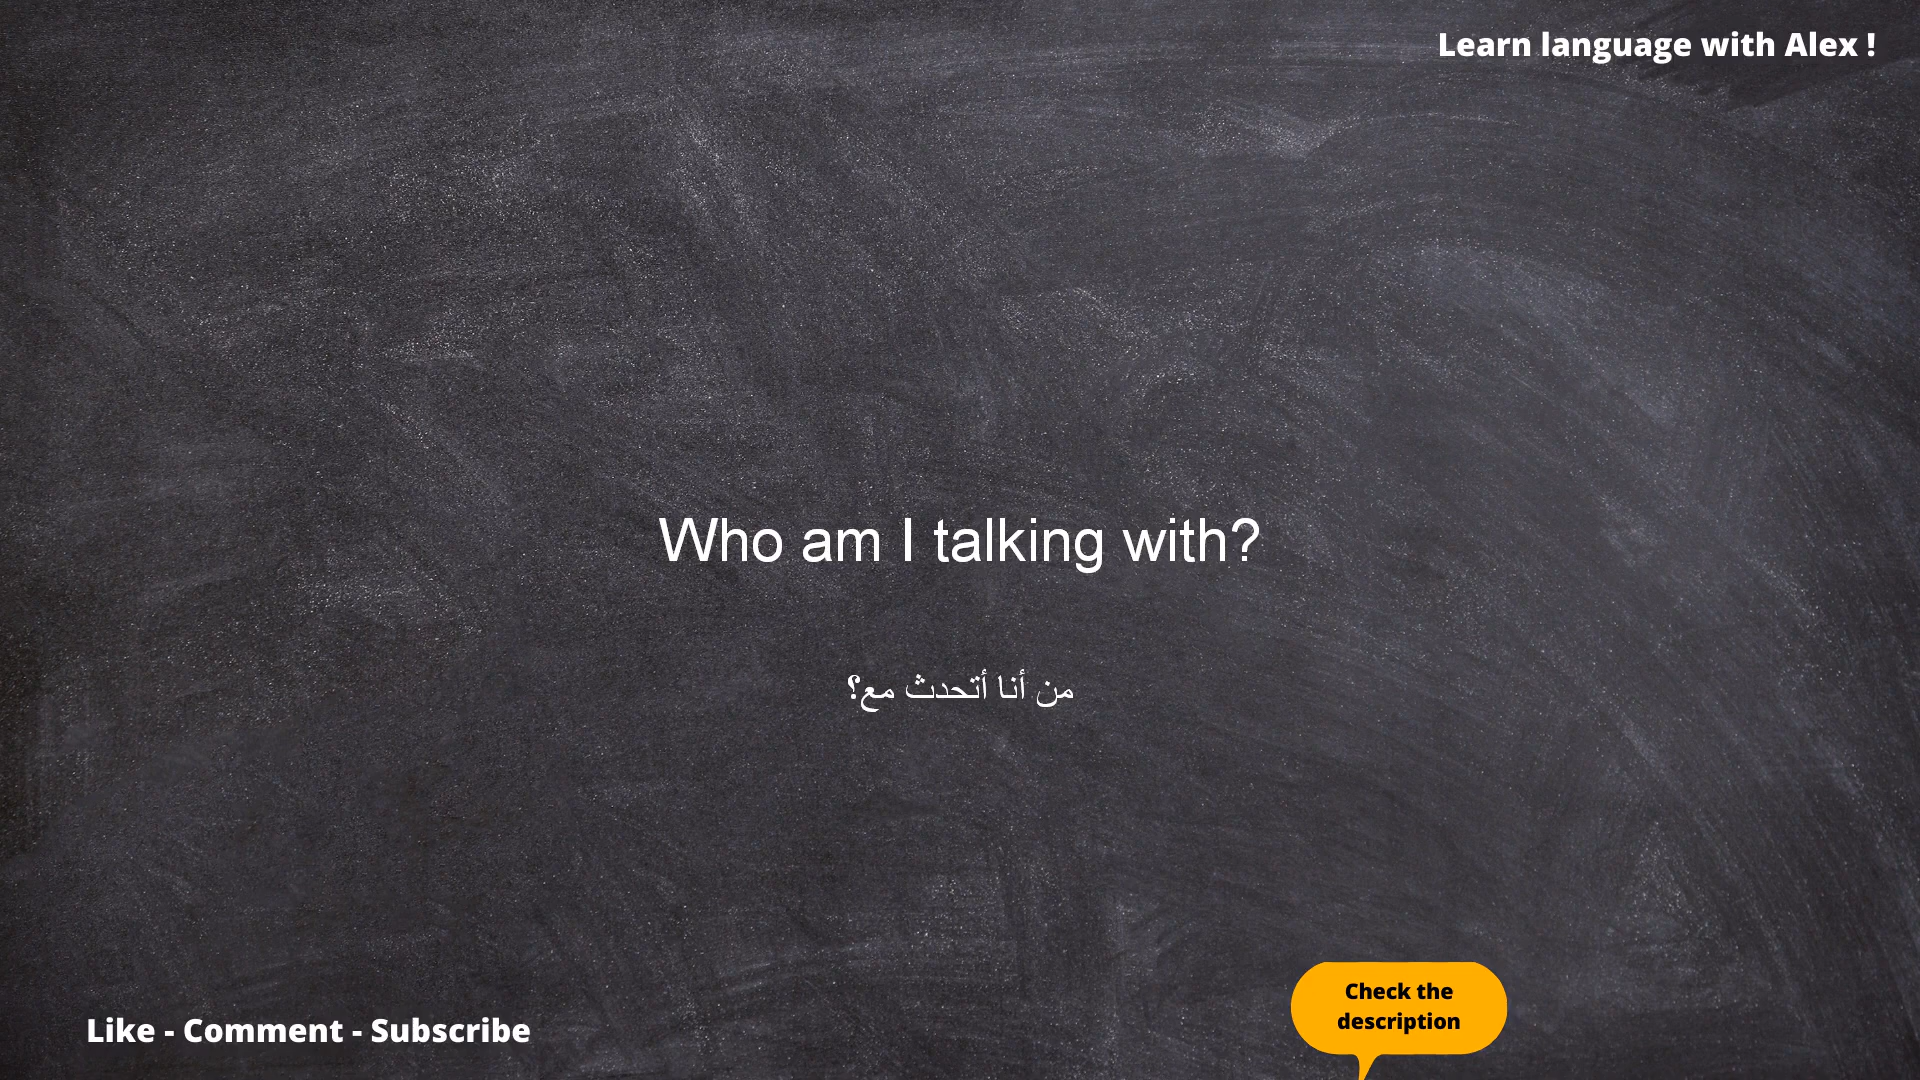 Learn language with Alex !
Who am I talking with?
من أنا أتحدث مع؟
Check the
description
Like - Comment - Subscribe